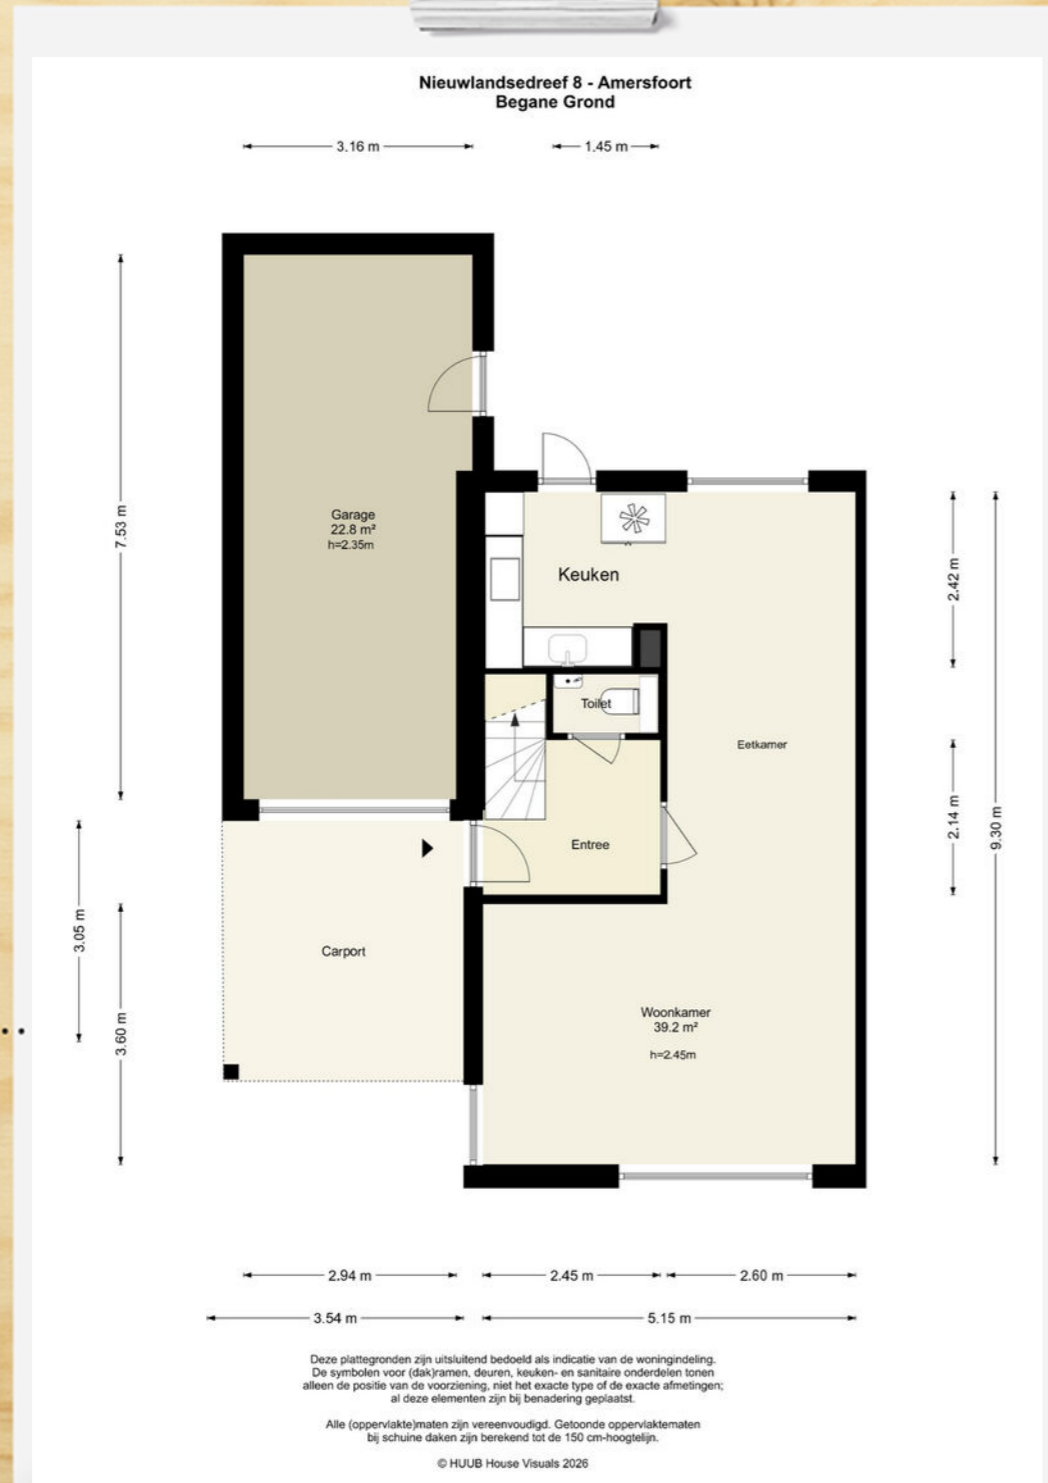 Nieuwlandsedreef 8 - Amersfoort
Begane Grond
3.16 m
1.45 m
7.53 m
Garage
22.8 m²
h=2.35m
Keuken
2.42 m
Toilet
Eetkamer
2.14 m
9.30 m
Entree
3.05 m
Carport
3.60 m
Woonkamer
39.2 m²
h=2.45m
2.94 m
2.45 m
2.60 m
3.54 m
5.15 m
Deze plattegronden zijn uitsluitend bedoeld als indicatie van de woningindeling.
De symbolen voor (dak)ramen, deuren, keuken- en sanitaire onderdelen tonen
alleen de positie van de voorziening, niet het exacte type of de exacte afmetingen;
al deze elementen zijn bij benadering geplaatst.
Alle (oppervlakte)maten zijn vereenvoudigd. Getoonde oppervlaktematen
bij schuine daken zijn berekend tot de 150 cm-hoogtelijn.
© HUUB House Visuals 2026